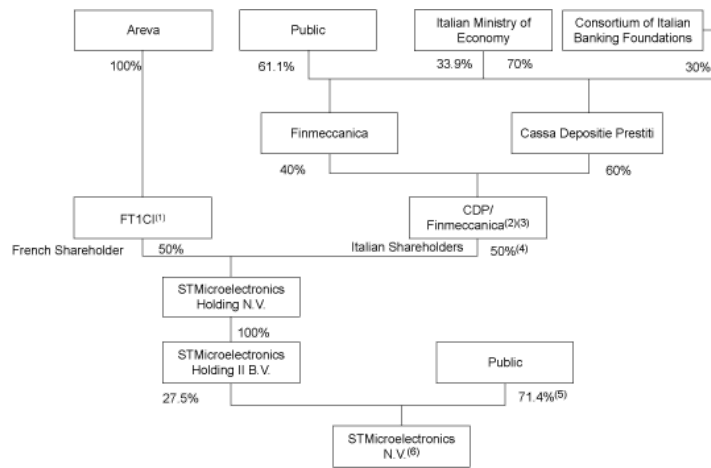 Areva
Public
Italian Ministry of
Economy
Consortium of Italian
Banking Foundations
100%
61.1%
33.9%
70%
30%
Finmeccanica
Cassa Depositie Prestiti
40%
60%
FT1CI(1)
CDP/
Finmeccanica(2)(3)
French Shareholder
50%
Italian Shareholders
50%(4)
STMicroelectronics
Holding N.V.
100%
STMicroelectronics
Holding II B.V.
Public
27.5%
71.4%(5)
STMicroelectronics
N.V.(6)